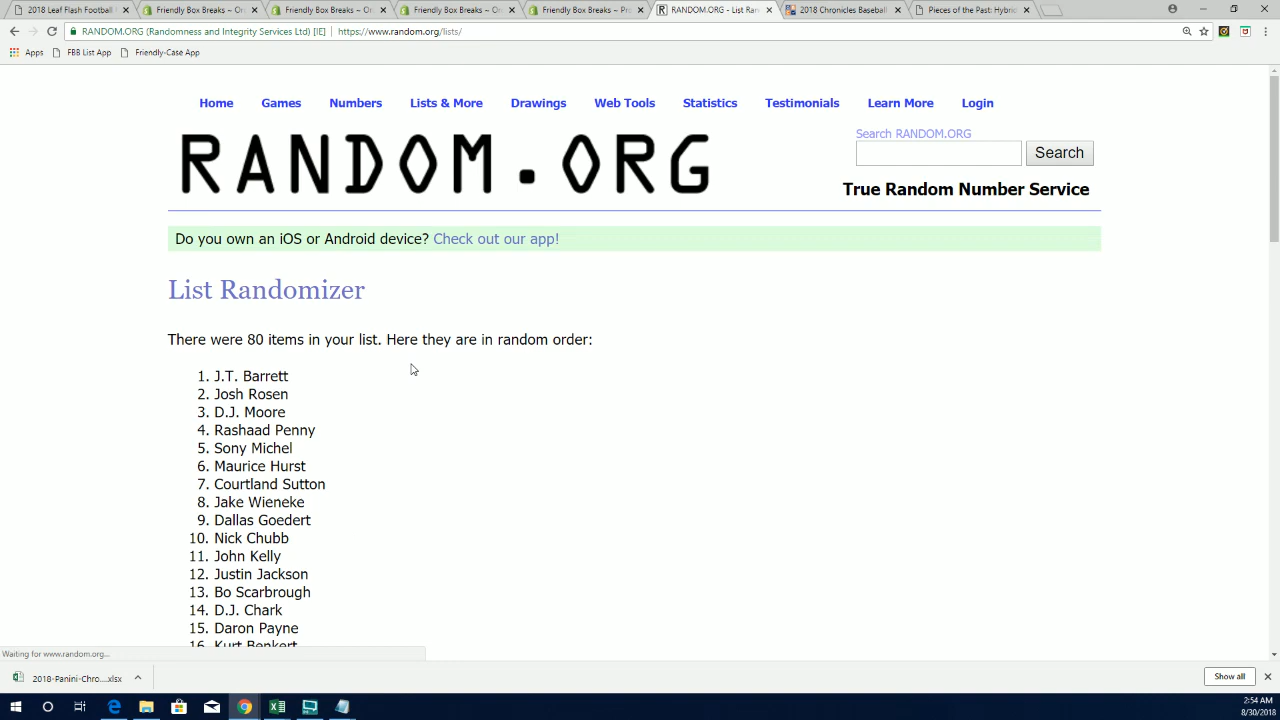 2018 Leaf Flash Football
Friendly Box Breaks ~ Or
Friendly Box Breaks ~ On
Friendly Box Breaks ~ On
Friendly Box Breaks ~ Pr
RANDOM.ORG - List Ran
2018 Chronicles Baseball
Pieces of the Past: Hybric
RANDOM.ORG (Randomness and Integrity Services Ltd) [IE] https://www.random.org/lists/
Apps FBB List App Friendly-Case App
Home Games Numbers Lists & More Drawings Web Tools Statistics Testimonials Learn More Login
RANDOM.ORG
Search RANDOM.ORG
Search
True Random Number Service
Do you own an iOS or Android device? Check out our app!
List Randomizer
There were 80 items in your list. Here they are in random order:
1. J.T. Barrett
2. Josh Rosen
3. D.J. Moore
4. Rashaad Penny
5. Sony Michel
6. Maurice Hurst
7. Courtland Sutton
8. Jake Wieneke
9. Dallas Goedert
10. Nick Chubb
11. John Kelly
12. Justin Jackson
13. Bo Scarbrough
14. D.J. Chark
15. Daron Payne
16. Kurt Benkert
Waiting for www.random.org...
2018-Panini-Chro....xlsx
Show all
2:54 AM
8/30/2018